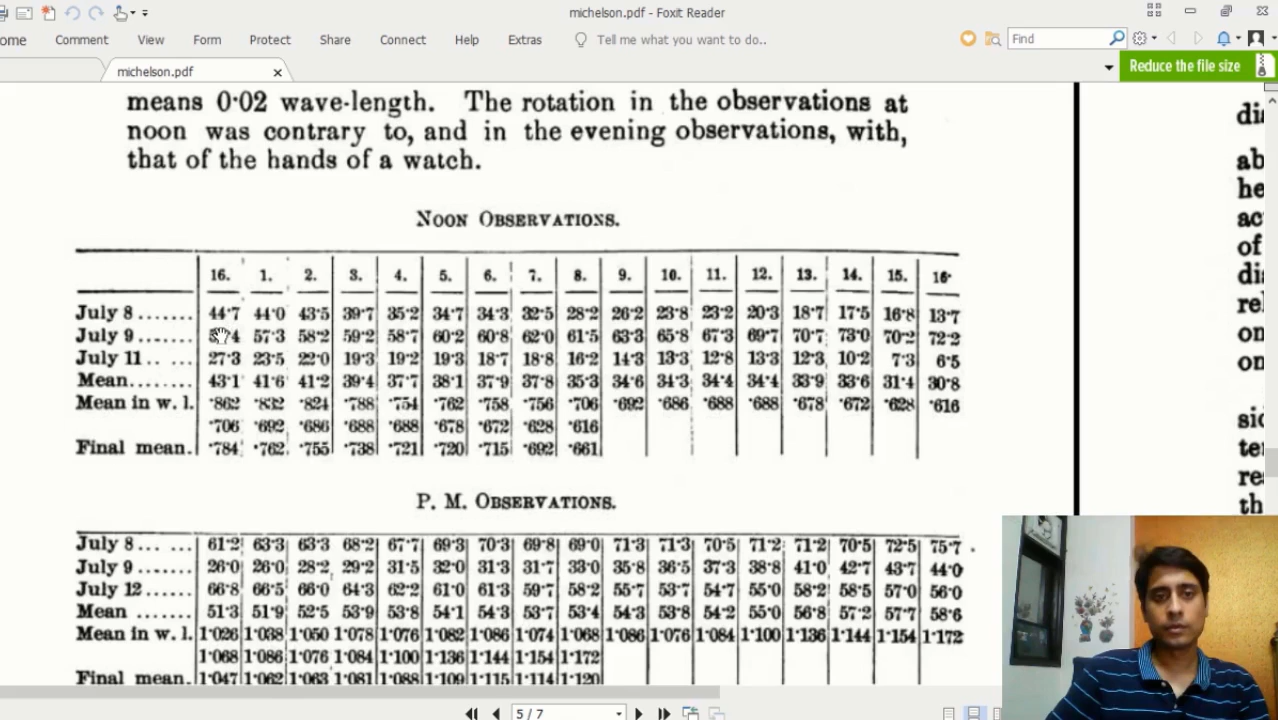 michelson.pdf - Foxit Reader
ome Comment View Form Protect Share Connect Help Extras Tell me what you want to do.. Find
michelson.pdf Reduce the file size
means 0·02 wave-length. The rotation in the observations at
noon was contrary to, and in the evening observations, with,
that of the hands of a watch.
NOON OBSERVATIONS.
16. 1. 2. 3. 4. 5. 6. 7. 8. 9. 10. 11. 12. 13. 14. 15. 16·
July 8....... 44·7 44·0 43·5 39·7 35·2 34·7 34·3 32·5 28·2 26·2 23·8 23·2 20·3 18·7 17·5 16·8 13·7
July 9....... 57·3 58·2 59·2 58·7 60·2 60·8 62·0 61·5 63·3 65·8 67·3 69·7 70·7 73·0 70·2 72·2
July 11 .. .. 27·3 23·5 22·0 19·3 19·2 19·3 18·7 18·8 16·2 14·3 13·3 12·8 13·3 12·3 10·2 7·3 6·5
Mean........ 43·1 41·6 41·2 39·4 37·7 38·1 37·9 37·8 35·3 34·6 34·3 34·4 34·4 33·9 33·6 31·4 30·8
Mean in w. l. ·862 ·832 ·824 ·788 ·754 ·762 ·758 ·756 ·706 ·692 ·686 ·688 ·688 ·678 ·672 ·628 ·616
·706 ·692 ·686 ·688 ·688 ·678 ·672 ·628 ·616
Final mean. ·784 ·762 ·755 ·738 ·721 ·720 ·715 ·692 ·661
P. M. OBSERVATIONS.
July 8... ... 61·2 63·3 63·3 68·2 67·7 69·3 70·3 69·8 69·0 71·3 71·3 70·5 71·2 71·2 70·5 72·5 75·7
July 9...... 26·0 26·0 28·2 29·2 31·5 32·0 31·3 31·7 33·0 35·8 36·5 37·3 38·8 41·0 42·7 43·7 44·0
July 12 ...... 66·8 66·5 66·0 64·3 62·2 61·0 61·3 59·7 58·2 55·7 53·7 54·7 55·0 58·2 58·5 57·0 56·0
Mean ...... 51·3 51·9 52·5 53·9 53·8 54·1 54·3 53·7 53·4 54·3 53·8 54·2 55·0 56·8 57·2 57·7 58·6
Mean in w. l. 1·026 1·038 1·050 1·078 1·076 1·082 1·086 1·074 1·068 1·086 1·076 1·084 1·100 1·136 1·144 1·154 1·172
1·068 1·086 1·076 1·084 1·100 1·136 1·144 1·154 1·172
Final mean. 1·047 1·062 1·063 1·081 1·088 1·109 1·115 1·114 1·120
di
ab
he
ac
of
di
rel
on
on
sid
ter
re
th
5 / 7